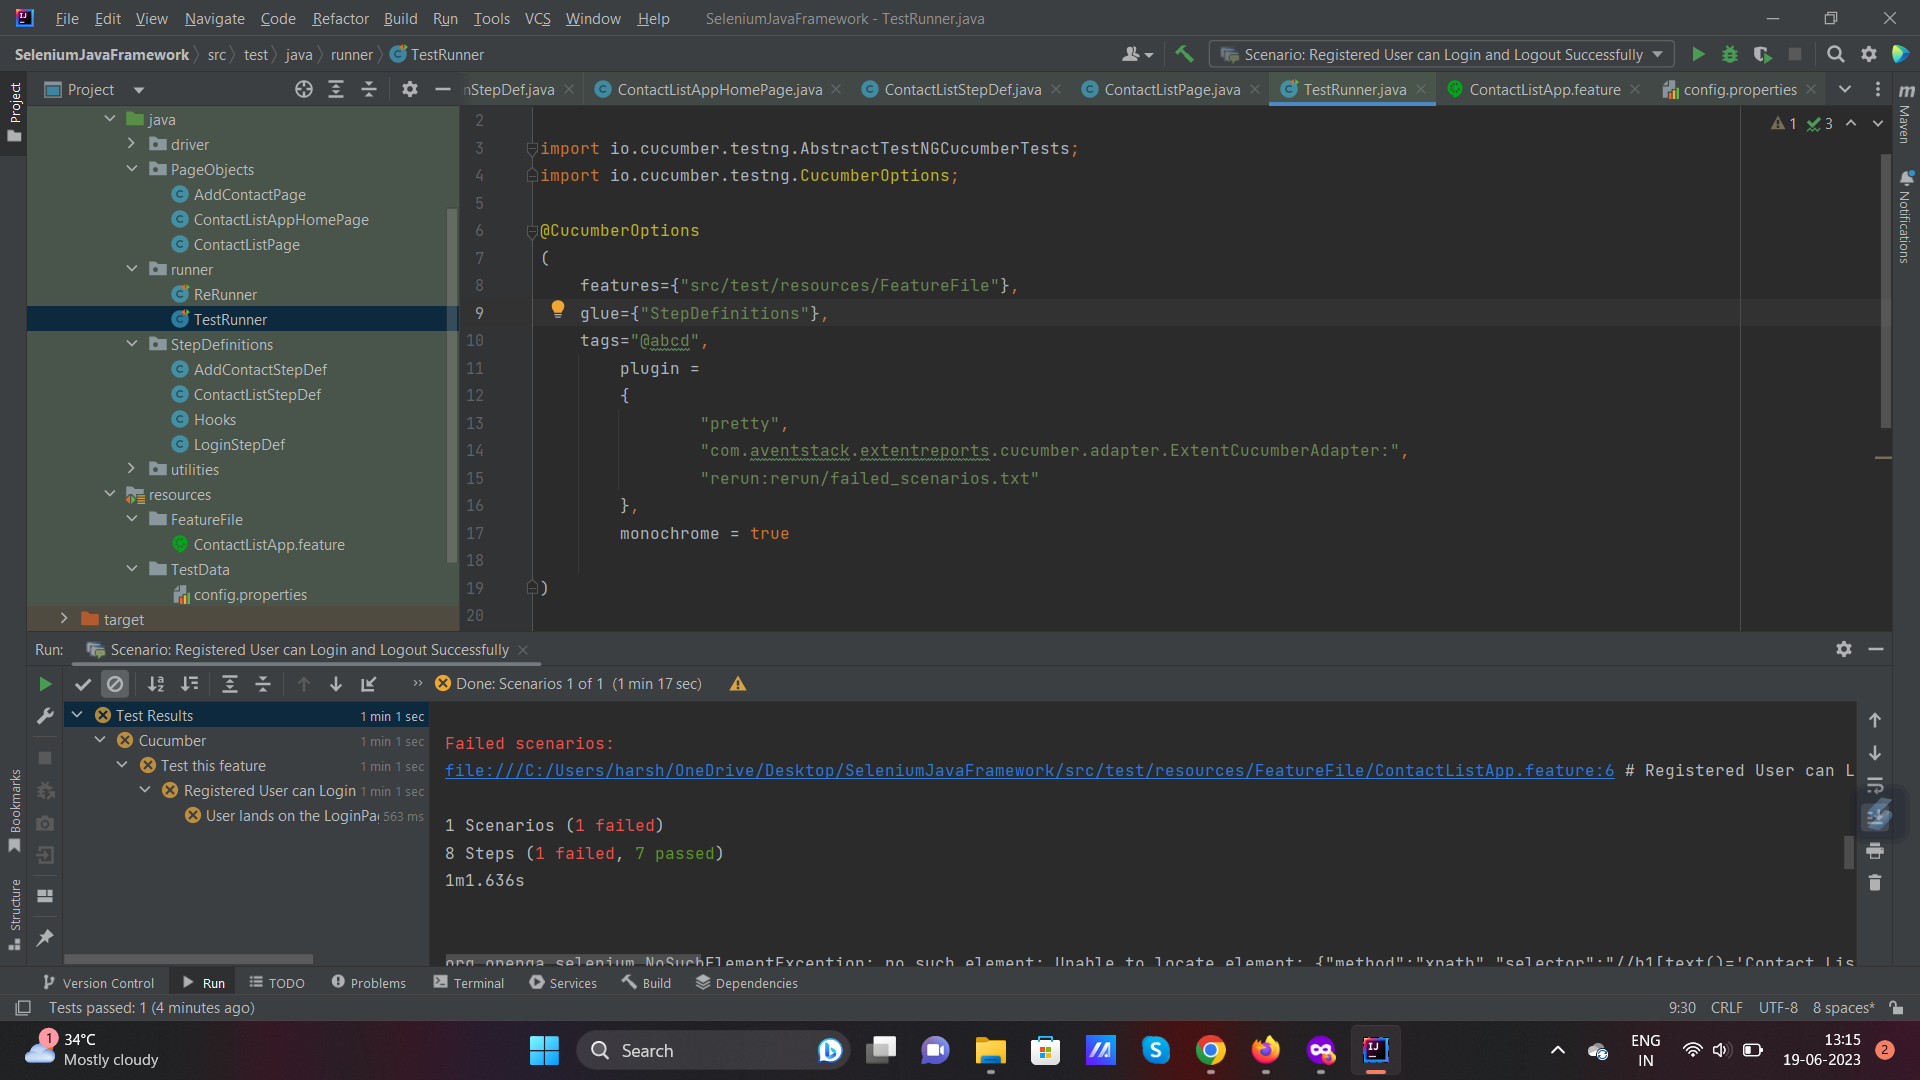 File Edit View Navigate Code Refactor Build Run Tools VCS Window Help SeleniumJavaFramework - TestRunner.java
SeleniumJavaFramework src test java runner TestRunner
Scenario: Registered User can Login and Logout Successfully
Project
nStepDef.java ContactListAppHomePage.java ContactListStepDef.java ContactListPage.java TestRunner.java ContactListApp.feature config.properties
Project
Maven
Notifications
java
driver
PageObjects
AddContactPage
ContactListAppHomePage
ContactListPage
runner
ReRunner
TestRunner
StepDefinitions
AddContactStepDef
ContactListStepDef
Hooks
LoginStepDef
utilities
resources
FeatureFile
ContactListApp.feature
TestData
config.properties
target
1 3
2
3 import io.cucumber.testng.AbstractTestNGCucumberTests;
4 import io.cucumber.testng.CucumberOptions;
5
6 @CucumberOptions
7 (
8 features={"src/test/resources/FeatureFile"},
9 glue={"StepDefinitions"},
10 tags="@abcd",
11 plugin =
12 {
13 "pretty",
14 "com.aventstack.extentreports.cucumber.adapter.ExtentCucumberAdapter:",
15 "rerun:rerun/failed_scenarios.txt"
16 },
17 monochrome = true
18
19 )
20
Run: Scenario: Registered User can Login and Logout Successfully
Done: Scenarios 1 of 1 (1 min 17 sec)
Test Results 1 min 1 sec
Cucumber 1 min 1 sec
Test this feature 1 min 1 sec
Registered User can Login 1 min 1 sec
User lands on the LoginPa 563 ms
Failed scenarios:
file:///C:/Users/harsh/OneDrive/Desktop/SeleniumJavaFramework/src/test/resources/FeatureFile/ContactListApp.feature:6 # Registered User can L
1 Scenarios (1 failed)
8 Steps (1 failed, 7 passed)
1m1.636s
org.openqa.selenium.NoSuchElementException: no such element: Unable to locate element: {"method":"xpath","selector":"//h1[text()='Contact Lis
Bookmarks
Structure
Version Control Run TODO Problems Terminal Services Build Dependencies
Tests passed: 1 (4 minutes ago) 9:30 CRLF UTF-8 8 spaces*
1 34°C
Mostly cloudy
Search
ENG
IN
13:15
19-06-2023
2